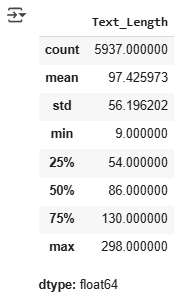 Text_Length
count 5937.000000
mean 97.425973
std 56.196202
min 9.000000
25% 54.000000
50% 86.000000
75% 130.000000
max 298.000000
dtype: float64